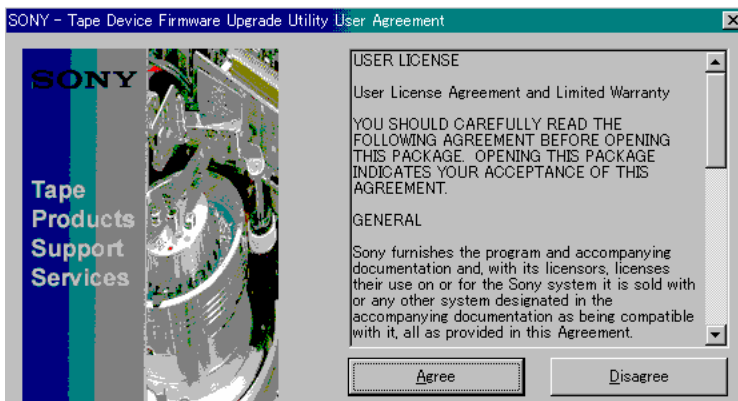 SONY - Tape Device Firmware Upgrade Utility User Agreement
SONY
Tape
Products
Support
Services
USER LICENSE
User License Agreement and Limited Warranty
YOU SHOULD CAREFULLY READ THE
FOLLOWING AGREEMENT BEFORE OPENING
THIS PACKAGE. OPENING THIS PACKAGE
INDICATES YOUR ACCEPTANCE OF THIS
AGREEMENT.
GENERAL
Sony furnishes the program and accompanying
documentation and, with its licensors, licenses
their use on or for the Sony system it is sold with
or any other system designated in the
accompanying documentation as being compatible
with it, all as provided in this Agreement.
Agree
Disagree